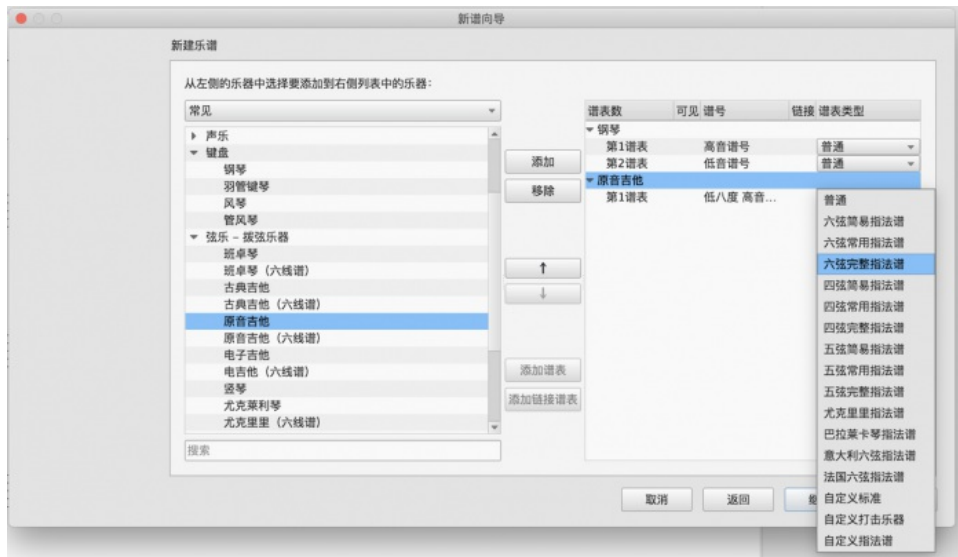 新谱向导
新建乐谱
从左侧的乐器中选择要添加到右侧列表中的乐器:
常见
声乐
键盘
钢琴
羽管键琴
风琴
管风琴
弦乐 – 拨弦乐器
班卓琴
班卓琴（六线谱）
古典吉他
古典吉他（六线谱）
原音吉他
原音吉他（六线谱）
电子吉他
电吉他（六线谱）
竖琴
尤克莱利琴
尤克里里（六线谱）
搜索
添加
移除
↑
↓
添加谱表
添加链接谱表
谱表数 可见 谱号 链接 谱表类型
钢琴
第1谱表 高音谱号 普通
第2谱表 低音谱号 普通
原音吉他
第1谱表 低八度 高音…
普通
六弦简易指法谱
六弦常用指法谱
六弦完整指法谱
四弦简易指法谱
四弦常用指法谱
四弦完整指法谱
五弦简易指法谱
五弦常用指法谱
五弦完整指法谱
尤克里里指法谱
巴拉莱卡琴指法谱
意大利六弦指法谱
法国六弦指法谱
自定义标准
自定义打击乐器
自定义指法谱
取消 返回